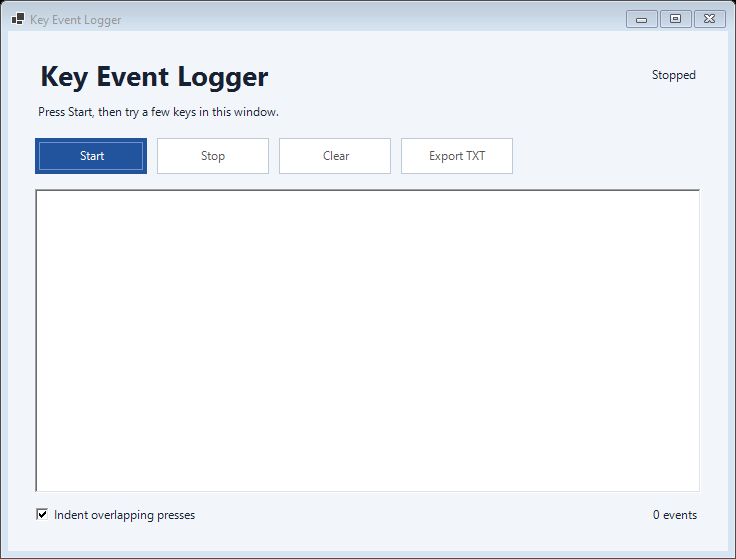 Key Event Logger
Key Event Logger
Stopped
Press Start, then try a few keys in this window.
Start
Stop
Clear
Export TXT
Indent overlapping presses
0 events